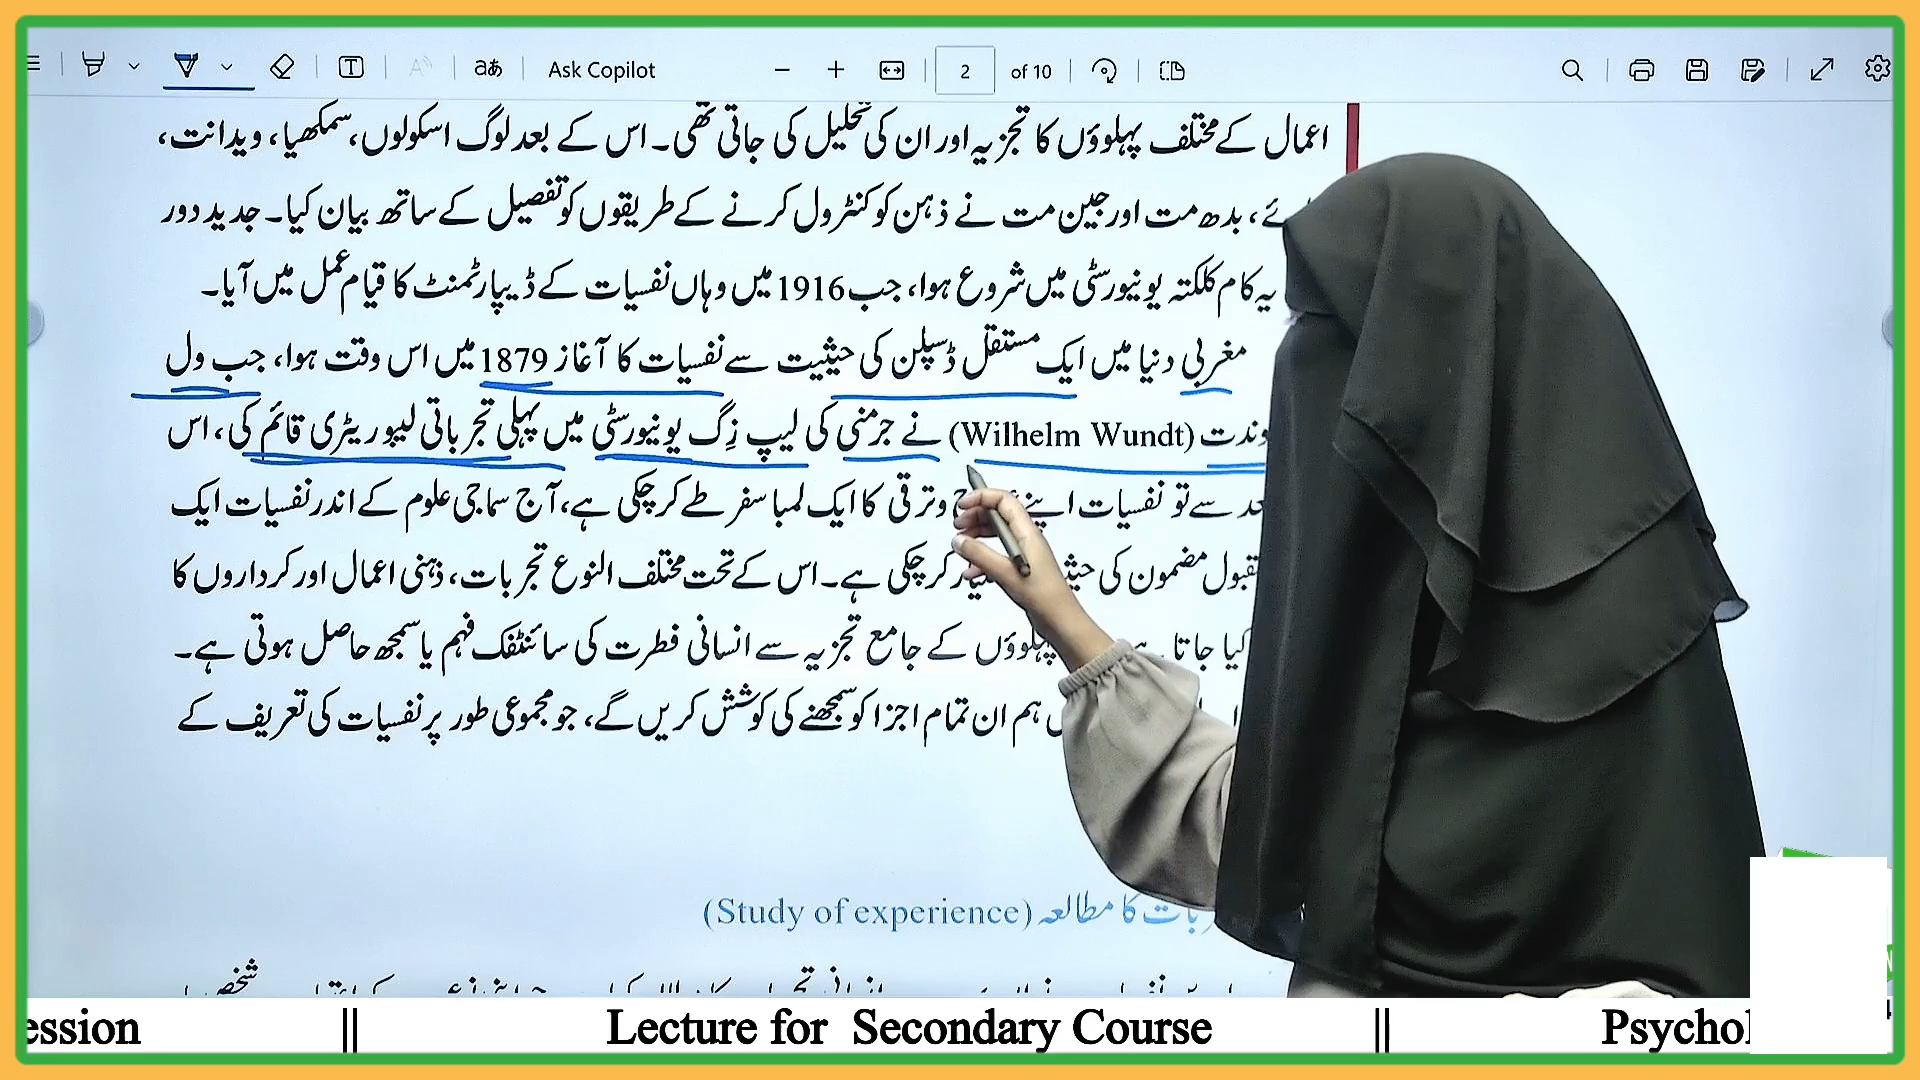 Ask Copilot
2
of 10
اعمال کے مختلف پہلوؤں کا تجزیہ اور ان کی تحلیل کی جاتی تھی۔ اس کے بعد لوگ اسکولوں، سمکھیا، ویدانت،
بدھ مت اور جین مت نے ذہن کو کنٹرول کرنے کے طریقوں کو تفصیل کے ساتھ بیان کیا۔ جدید دور
یہ کام کلکتہ یونیورسٹی میں شروع ہوا، جب 1916 میں وہاں نفسیات کے ڈیپارٹمنٹ کا قیام عمل میں آیا۔
مغربی دنیا میں ایک مستقل ڈسپلن کی حیثیت سے نفسیات کا آغاز 1879 میں اس وقت ہوا، جب ول
وندت (Wilhelm Wundt) نے جرمنی کی لیپ زِگ یونیورسٹی میں پہلی تجرباتی لیبوریٹری قائم کی، اس
سے تو نفسیات اپنے وترقی کا ایک لمبا سفر طے کرچکی ہے، آج سماجی علوم کے اندر نفسیات ایک
مضمون کی کرچکی ہے۔ اس کے تحت مختلف النوع تجربات، ذہنی اعمال اور کرداروں کا
کیا جاتا پہلوؤں کے جامع تجزیہ سے انسانی فطرت کی سائنٹفک فہم یا سمجھ حاصل ہوتی ہے۔
ہم ان تمام اجزا کو سمجھنے کی کوشش کریں گے، جو مجموعی طور پر نفسیات کی تعریف کے
کا مطالعہ (Study of experience)
ession || Lecture for Secondary Course || Psychol